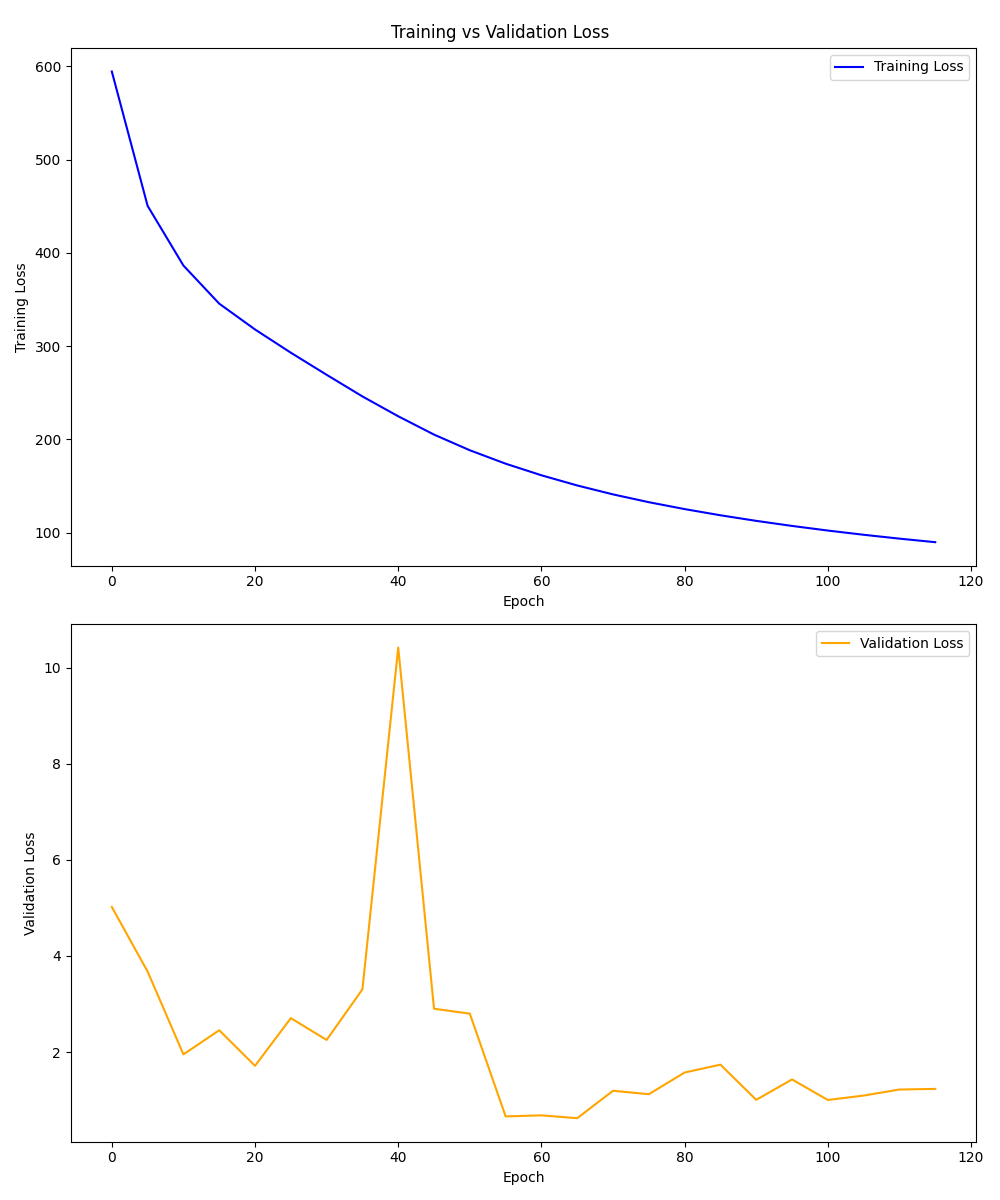 Training vs Validation Loss
Training Loss
600
500
400
300
200
100
Training Loss
0 20 40 60 80 100 120
Epoch
Validation Loss
10
8
6
4
2
Validation Loss
0 20 40 60 80 100 120
Epoch